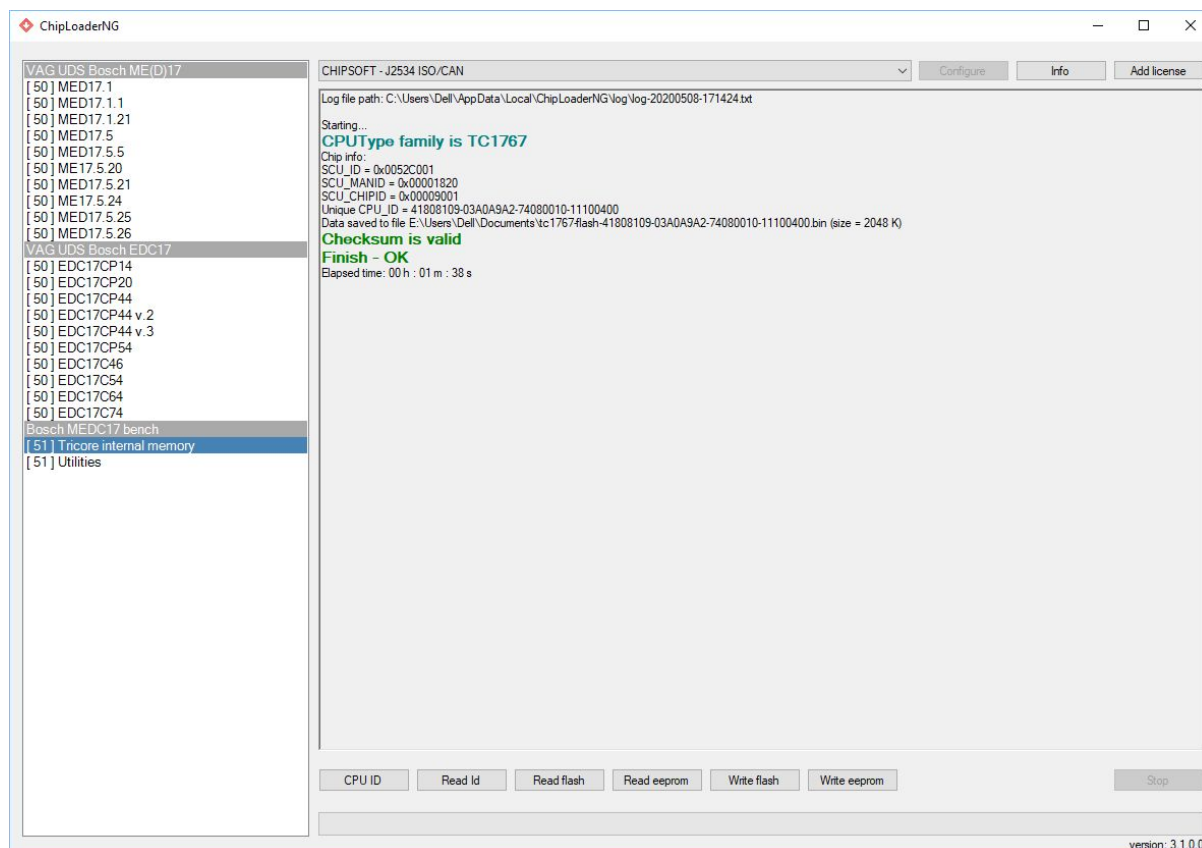 ChipLoaderNG
VAG UDS Bosch ME(D)17
[ 50 ] MED17.1
[ 50 ] MED17.1.1
[ 50 ] MED17.1.21
[ 50 ] MED17.5
[ 50 ] MED17.5.5
[ 50 ] ME17.5.20
[ 50 ] MED17.5.21
[ 50 ] ME17.5.24
[ 50 ] MED17.5.25
[ 50 ] MED17.5.26
VAG UDS Bosch EDC17
[ 50 ] EDC17CP14
[ 50 ] EDC17CP20
[ 50 ] EDC17CP44
[ 50 ] EDC17CP44 v.2
[ 50 ] EDC17CP44 v.3
[ 50 ] EDC17CP54
[ 50 ] EDC17C46
[ 50 ] EDC17C54
[ 50 ] EDC17C64
[ 50 ] EDC17C74
Bosch MEDC17 bench
[ 51 ] Tricore internal memory
[ 51 ] Utilities
CHIPSOFT - J2534 ISO/CAN
Configure
Info
Add license
Log file path: C:\Users\Dell\AppData\Local\ChipLoaderNG\log\log-20200508-171424.txt
Starting...
CPUType family is TC1767
Chip info:
SCU_ID = 0x0052C001
SCU_MANID = 0x00001820
SCU_CHIPID = 0x00009001
Unique CPU_ID = 41808109-03A0A9A2-74080010-11100400
Data saved to file E:\Users\Dell\Documents\tc1767-flash-41808109-03A0A9A2-74080010-11100400.bin (size = 2048 K)
Checksum is valid
Finish - OK
Elapsed time: 00 h : 01 m : 38 s
CPU ID
Read Id
Read flash
Read eeprom
Write flash
Write eeprom
Stop
version: 3.1.0.0